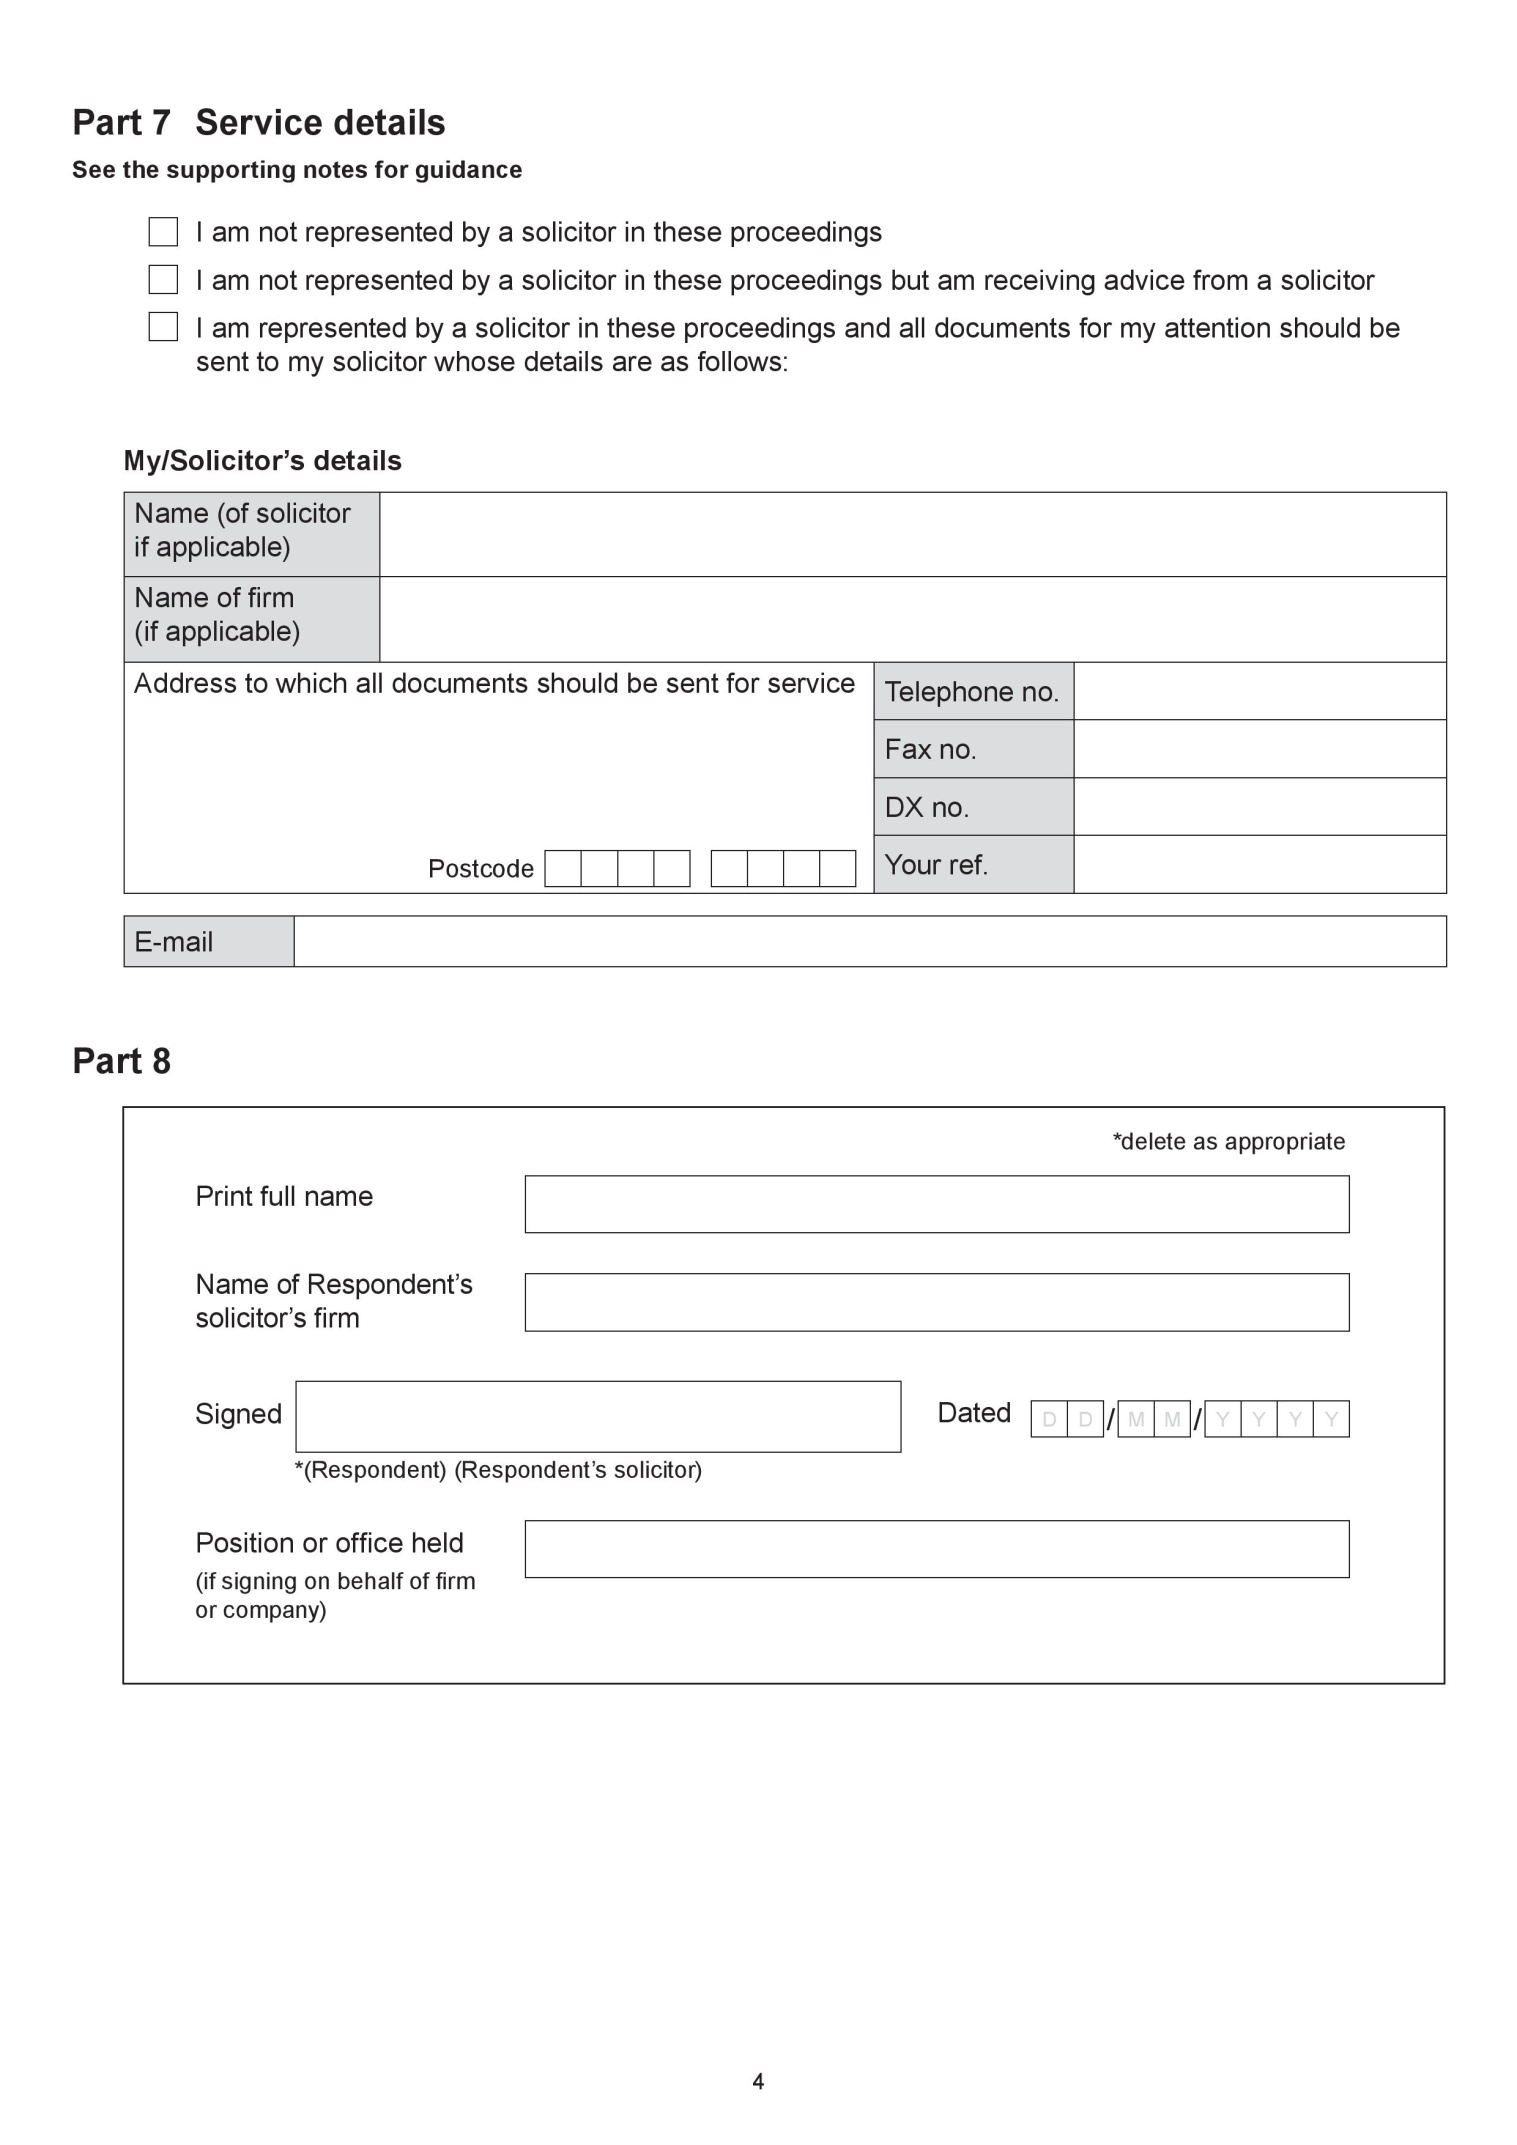 Part 7 Service details
See the supporting notes for guidance
I am not represented by a solicitor in these proceedings
I am not represented by a solicitor in these proceedings but am receiving advice from a solicitor
I am represented by a solicitor in these proceedings and all documents for my attention should be
sent to my solicitor whose details are as follows:
My/Solicitor’s details
Name (of solicitor
if applicable)
Name of firm
(if applicable)
Address to which all documents should be sent for service
Telephone no.
Fax no.
DX no.
Postcode
Your ref.
E-mail
Part 8
*delete as appropriate
Print full name
Name of Respondent’s
solicitor’s firm
Signed
Dated D D / M M / Y Y Y Y
*(Respondent) (Respondent’s solicitor)
Position or office held
(if signing on behalf of firm
or company)
4